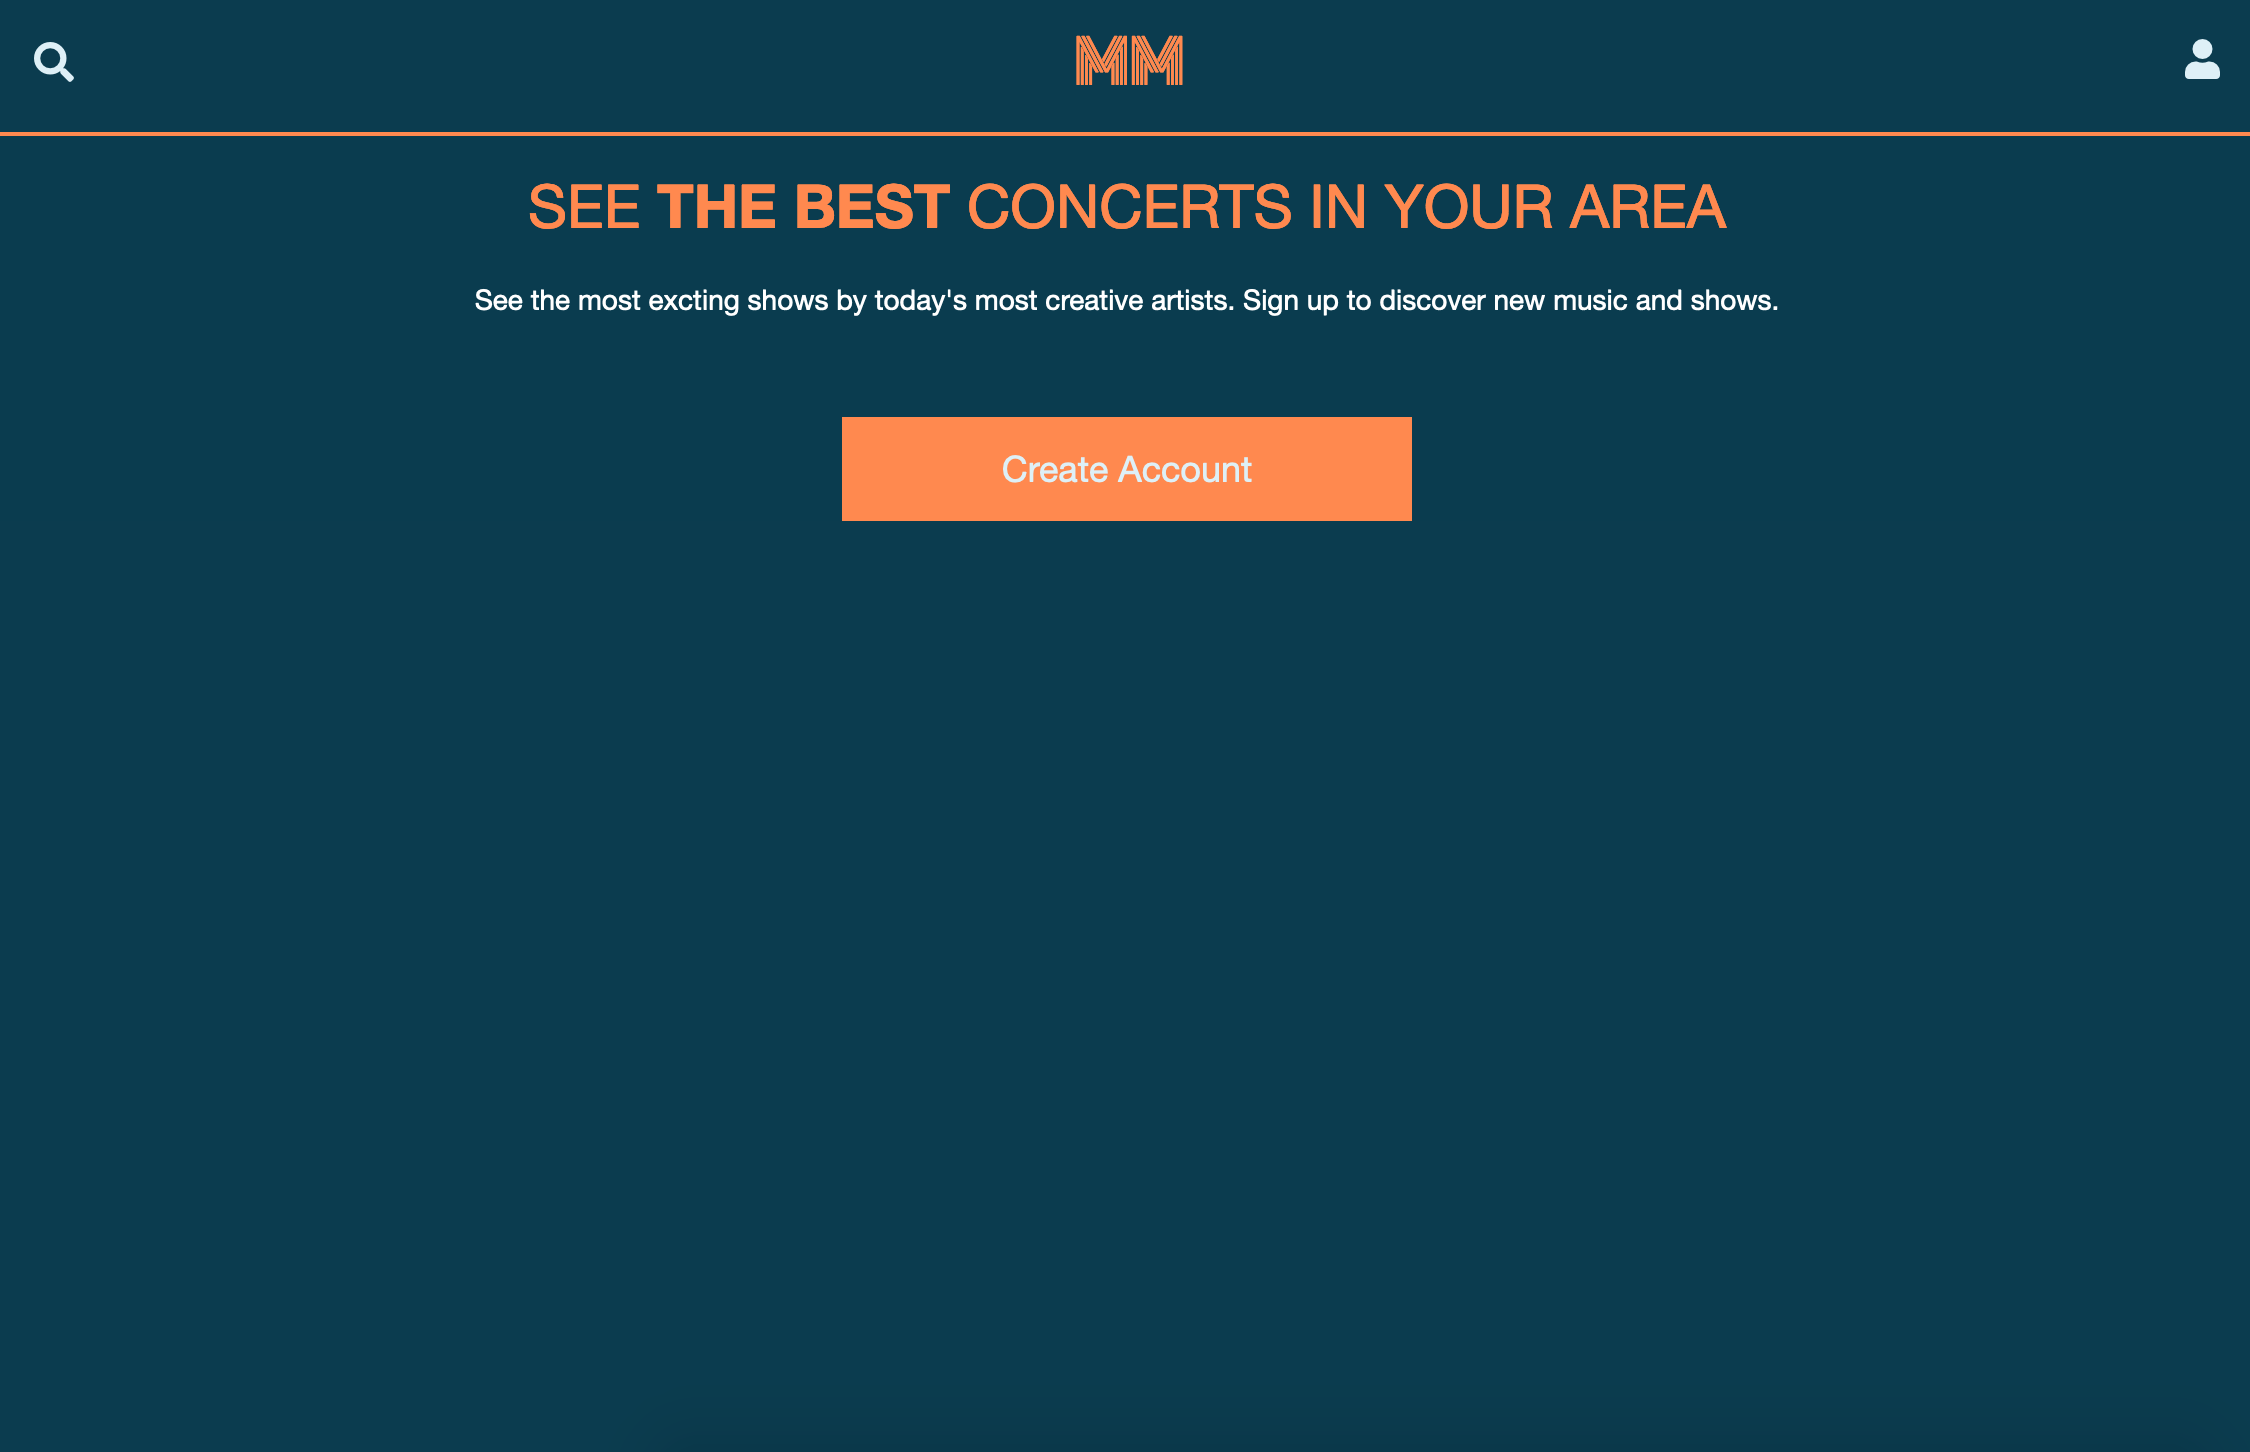 MM
SEE THE BEST CONCERTS IN YOUR AREA
See the most excting shows by today's most creative artists. Sign up to discover new music and shows.
Create Account